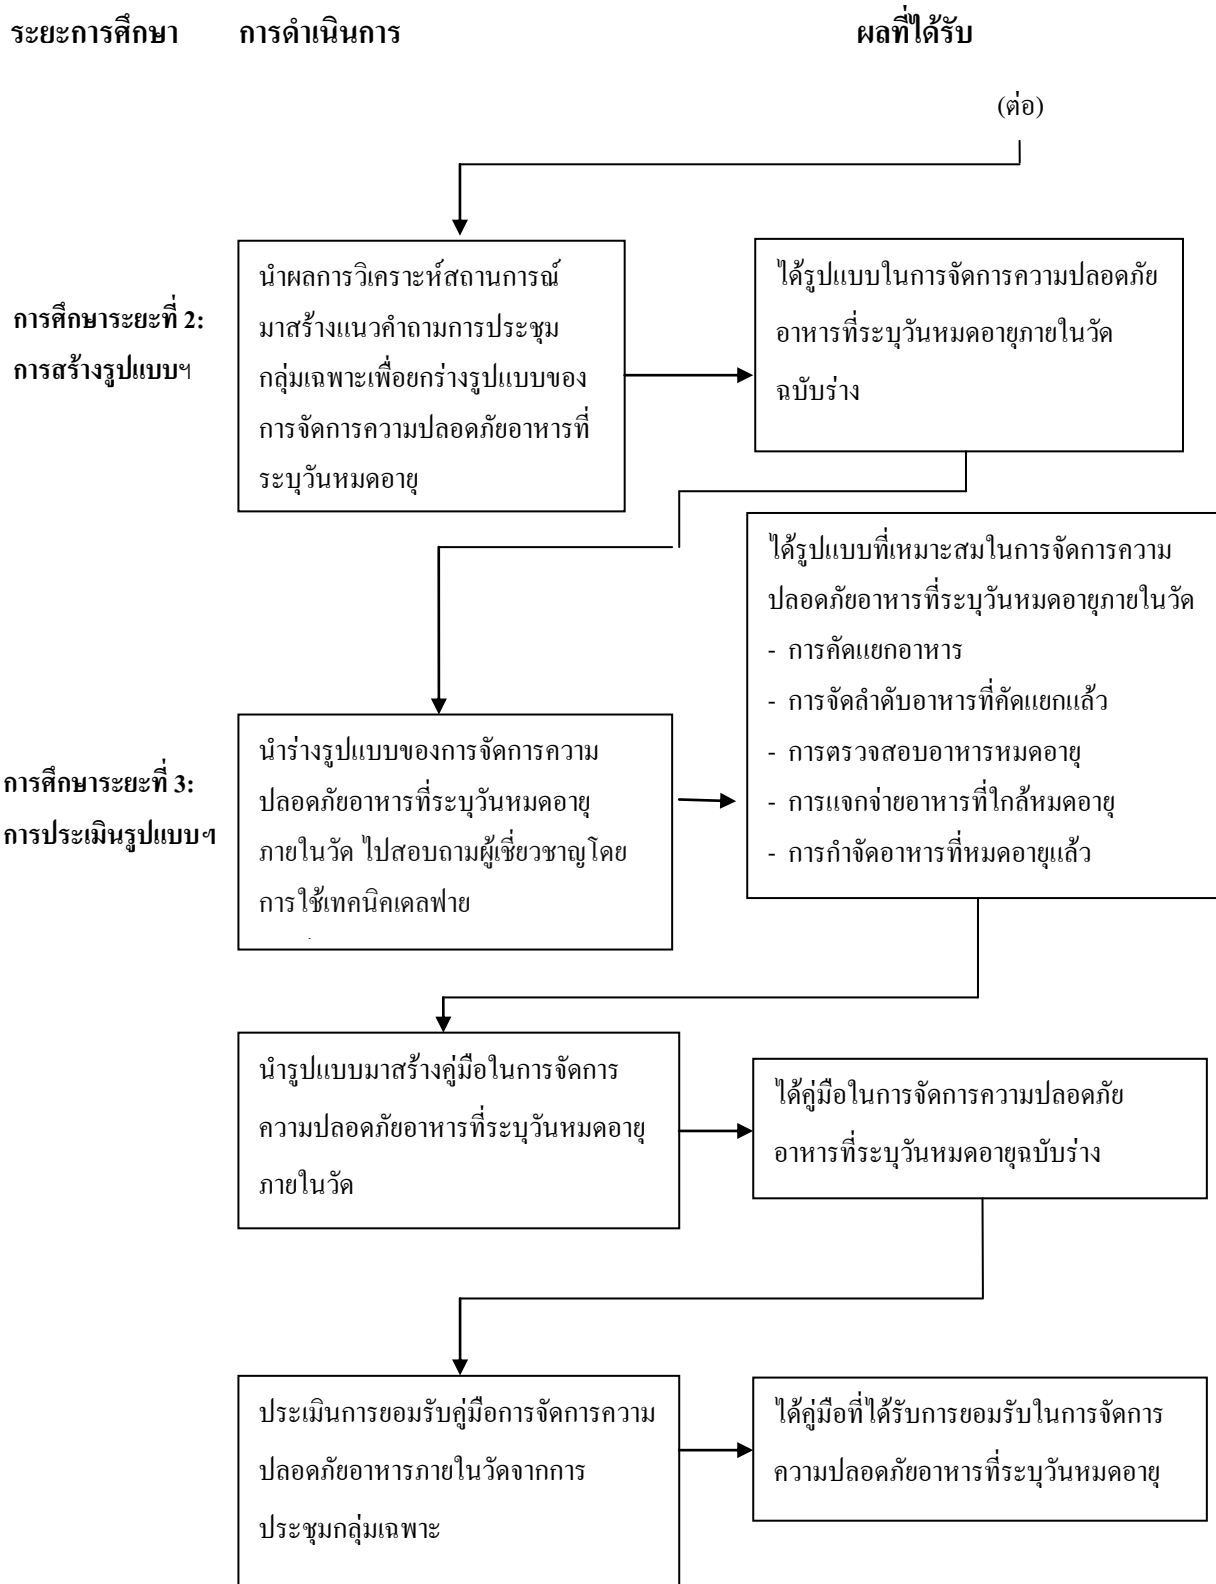 ระยะการศึกษา การดำเนินการ ผลที่ได้รับ
(ต่อ)
การศึกษาระยะที่ 2:
การสร้างรูปแบบฯ
นำผลการวิเคราะห์สถานการณ์
มาสร้างแนวคำถามการประชุม
กลุ่มเฉพาะเพื่อยกร่างรูปแบบของ
การจัดการความปลอดภัยอาหารที่
ระบุวันหมดอายุ
ได้รูปแบบในการจัดการความปลอดภัย
อาหารที่ระบุวันหมดอายุภายในวัด
ฉบับร่าง
การศึกษาระยะที่ 3:
การประเมินรูปแบบฯ
นำร่างรูปแบบของการจัดการความ
ปลอดภัยอาหารที่ระบุวันหมดอายุ
ภายในวัด ไปสอบถามผู้เชี่ยวชาญโดย
การใช้เทคนิคเดลฟาย
ได้รูปแบบที่เหมาะสมในการจัดการความ
ปลอดภัยอาหารที่ระบุวันหมดอายุภายในวัด
- การคัดแยกอาหาร
- การจัดลำดับอาหารที่คัดแยกแล้ว
- การตรวจสอบอาหารหมดอายุ
- การแจกจ่ายอาหารที่ใกล้หมดอายุ
- การกำจัดอาหารที่หมดอายุแล้ว
นำรูปแบบมาสร้างคู่มือในการจัดการ
ความปลอดภัยอาหารที่ระบุวันหมดอายุ
ภายในวัด
ได้คู่มือในการจัดการความปลอดภัย
อาหารที่ระบุวันหมดอายุฉบับร่าง
ประเมินการยอมรับคู่มือการจัดการความ
ปลอดภัยอาหารภายในวัดจากการ
ประชุมกลุ่มเฉพาะ
ได้คู่มือที่ได้รับการยอมรับในการจัดการ
ความปลอดภัยอาหารที่ระบุวันหมดอายุ